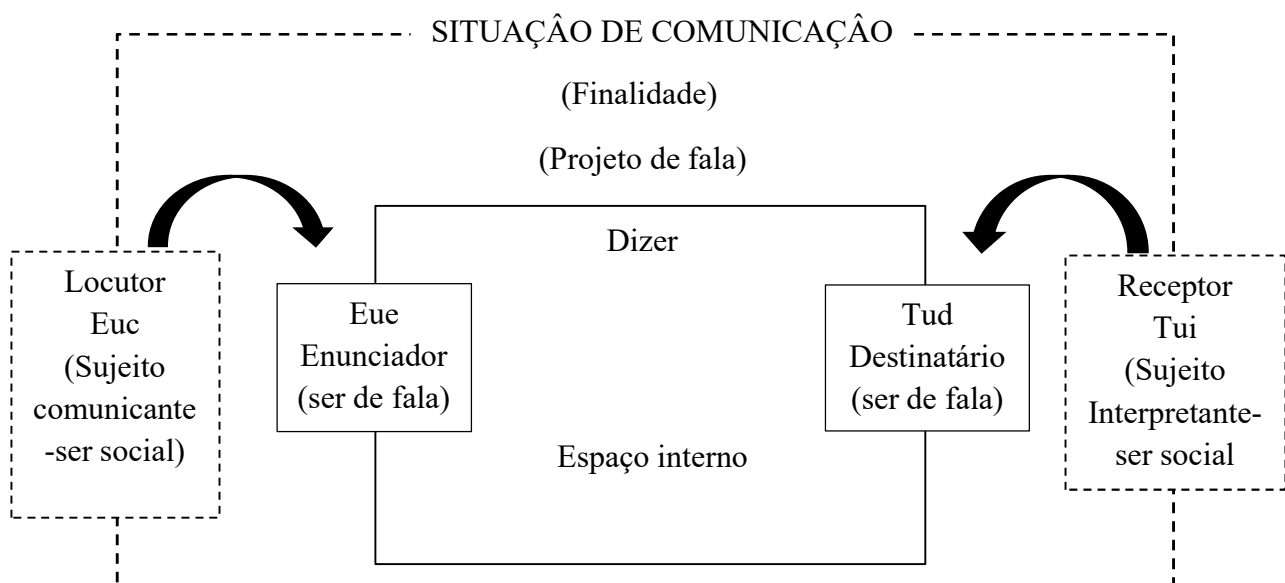 SITUAÇÂO DE COMUNICAÇÂO
(Finalidade)
(Projeto de fala)
Dizer
Locutor
Euc
(Sujeito
comunicante
-ser social)
Eue
Enunciador
(ser de fala)
Tud
Destinatário
(ser de fala)
Receptor
Tui
(Sujeito
Interpretante-
ser social
Espaço interno